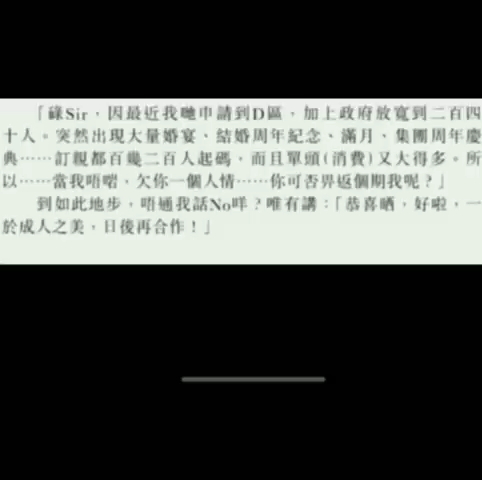 「碌Sir，因最近我哋申請到D區，加上政府放寬到二百四
十人。突然出現大量婚宴、結婚周年紀念、滿月、集團周年慶
典……訂親都百幾二百人起碼，而且單頭(消費)又大得多。所
以……當我唔啱，欠你一個人情……你可否畀返個期我呢？」
到如此地步，唔通我話No咩？唯有講：「恭喜晒，好啦，一
於成人之美，日後再合作！」